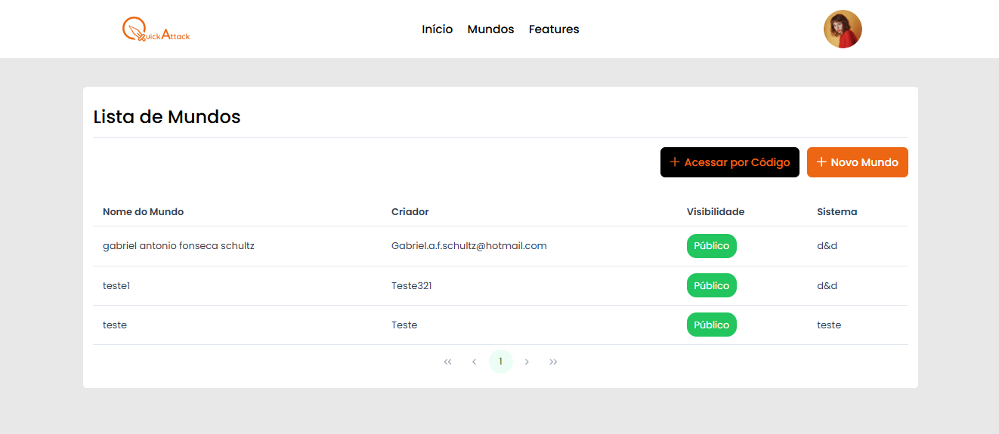 QuickAttack
Início Mundos Features
Lista de Mundos
+ Acessar por Código + Novo Mundo
Nome do Mundo Criador Visibilidade Sistema
gabriel antonio fonseca schultz Gabriel.a.f.schultz@hotmail.com Público d&d
teste1 Teste321 Público d&d
teste Teste Público teste
« ‹ 1 › »